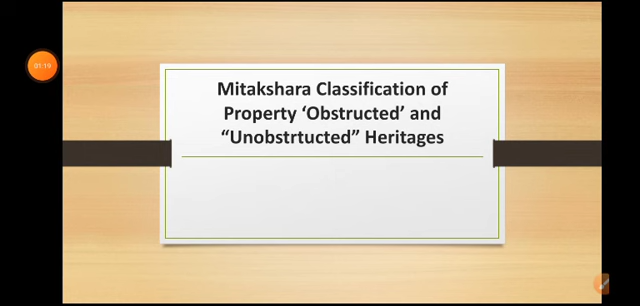 01:19
Mitakshara Classification of
Property ‘Obstructed’ and
“Unobstrtucted” Heritages